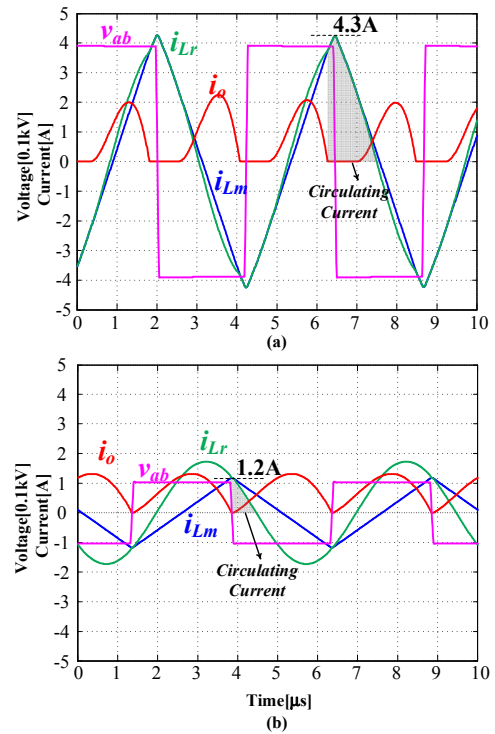 Voltage[0.1kV]
Current[A]
5
4
3
2
1
0
-1
-2
-3
-4
-5
v_ab
i_Lr
i_o
i_Lm
4.3A
Circulating
Current
0 1 2 3 4 5 6 7 8 9 10
(a)
Voltage[0.1kV]
Current[A]
5
4
3
2
1
0
-1
-2
-3
-4
-5
i_o
v_ab
i_Lr
1.2A
i_Lm
Circulating
Current
0 1 2 3 4 5 6 7 8 9 10
Time[μs]
(b)